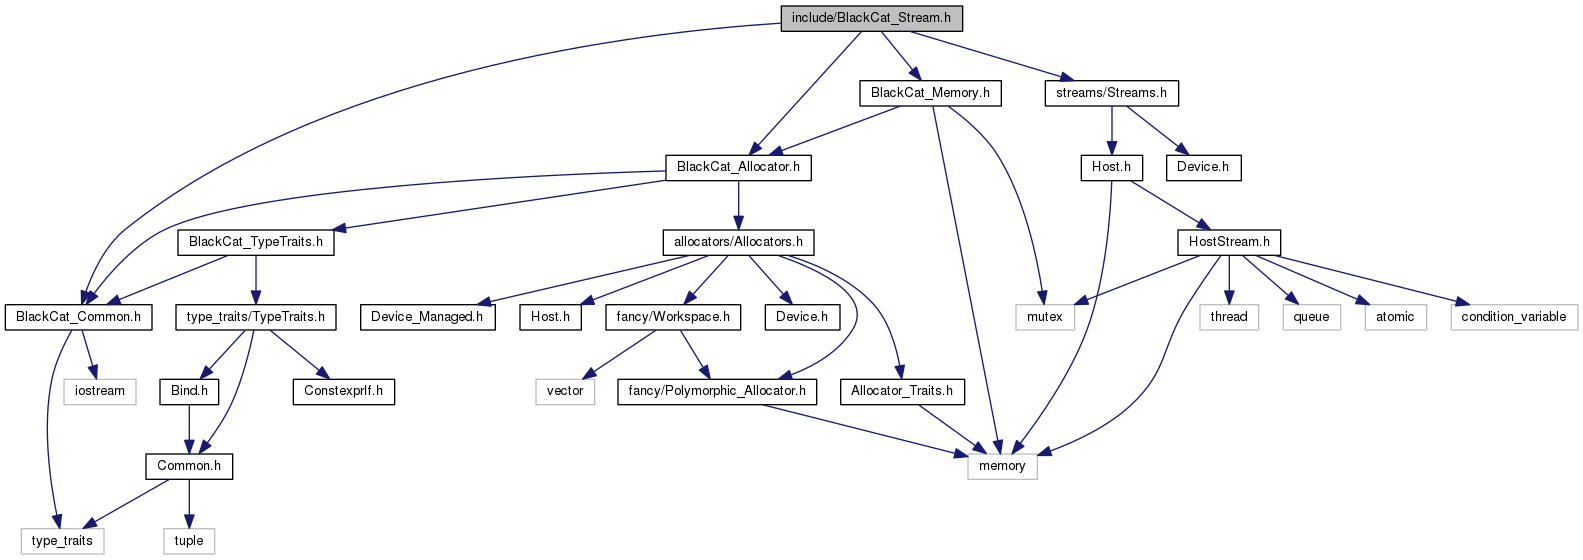 include/BlackCat_Stream.h
BlackCat_Memory.h
streams/Streams.h
BlackCat_Allocator.h
Host.h
Device.h
BlackCat_TypeTraits.h
allocators/Allocators.h
HostStream.h
BlackCat_Common.h
type_traits/TypeTraits.h
Device_Managed.h
Host.h
fancy/Workspace.h
Device.h
mutex
thread
queue
atomic
condition_variable
iostream
Bind.h
ConstexprIf.h
vector
fancy/Polymorphic_Allocator.h
Allocator_Traits.h
Common.h
memory
type_traits
tuple